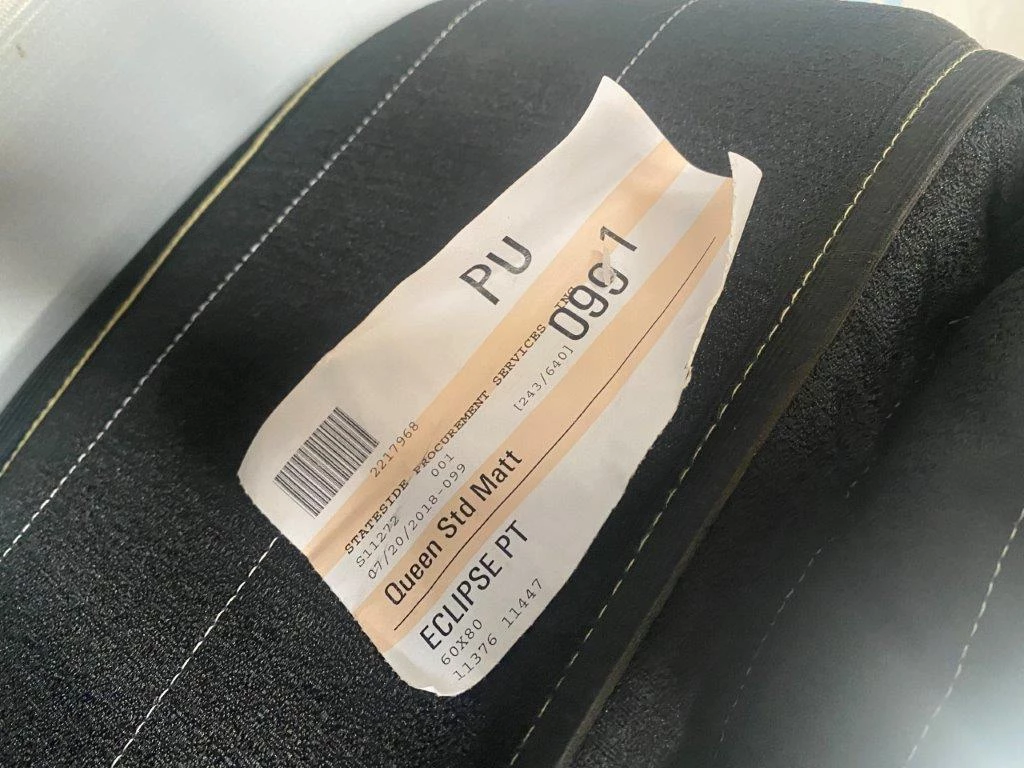 PU
2217968
STATESIDE PROCUREMENT SERVICES INC
S11272 001
[243/640]
0991
07/20/2018-099
Queen Std Matt
ECLIPSE PT
60X80
11376 11447